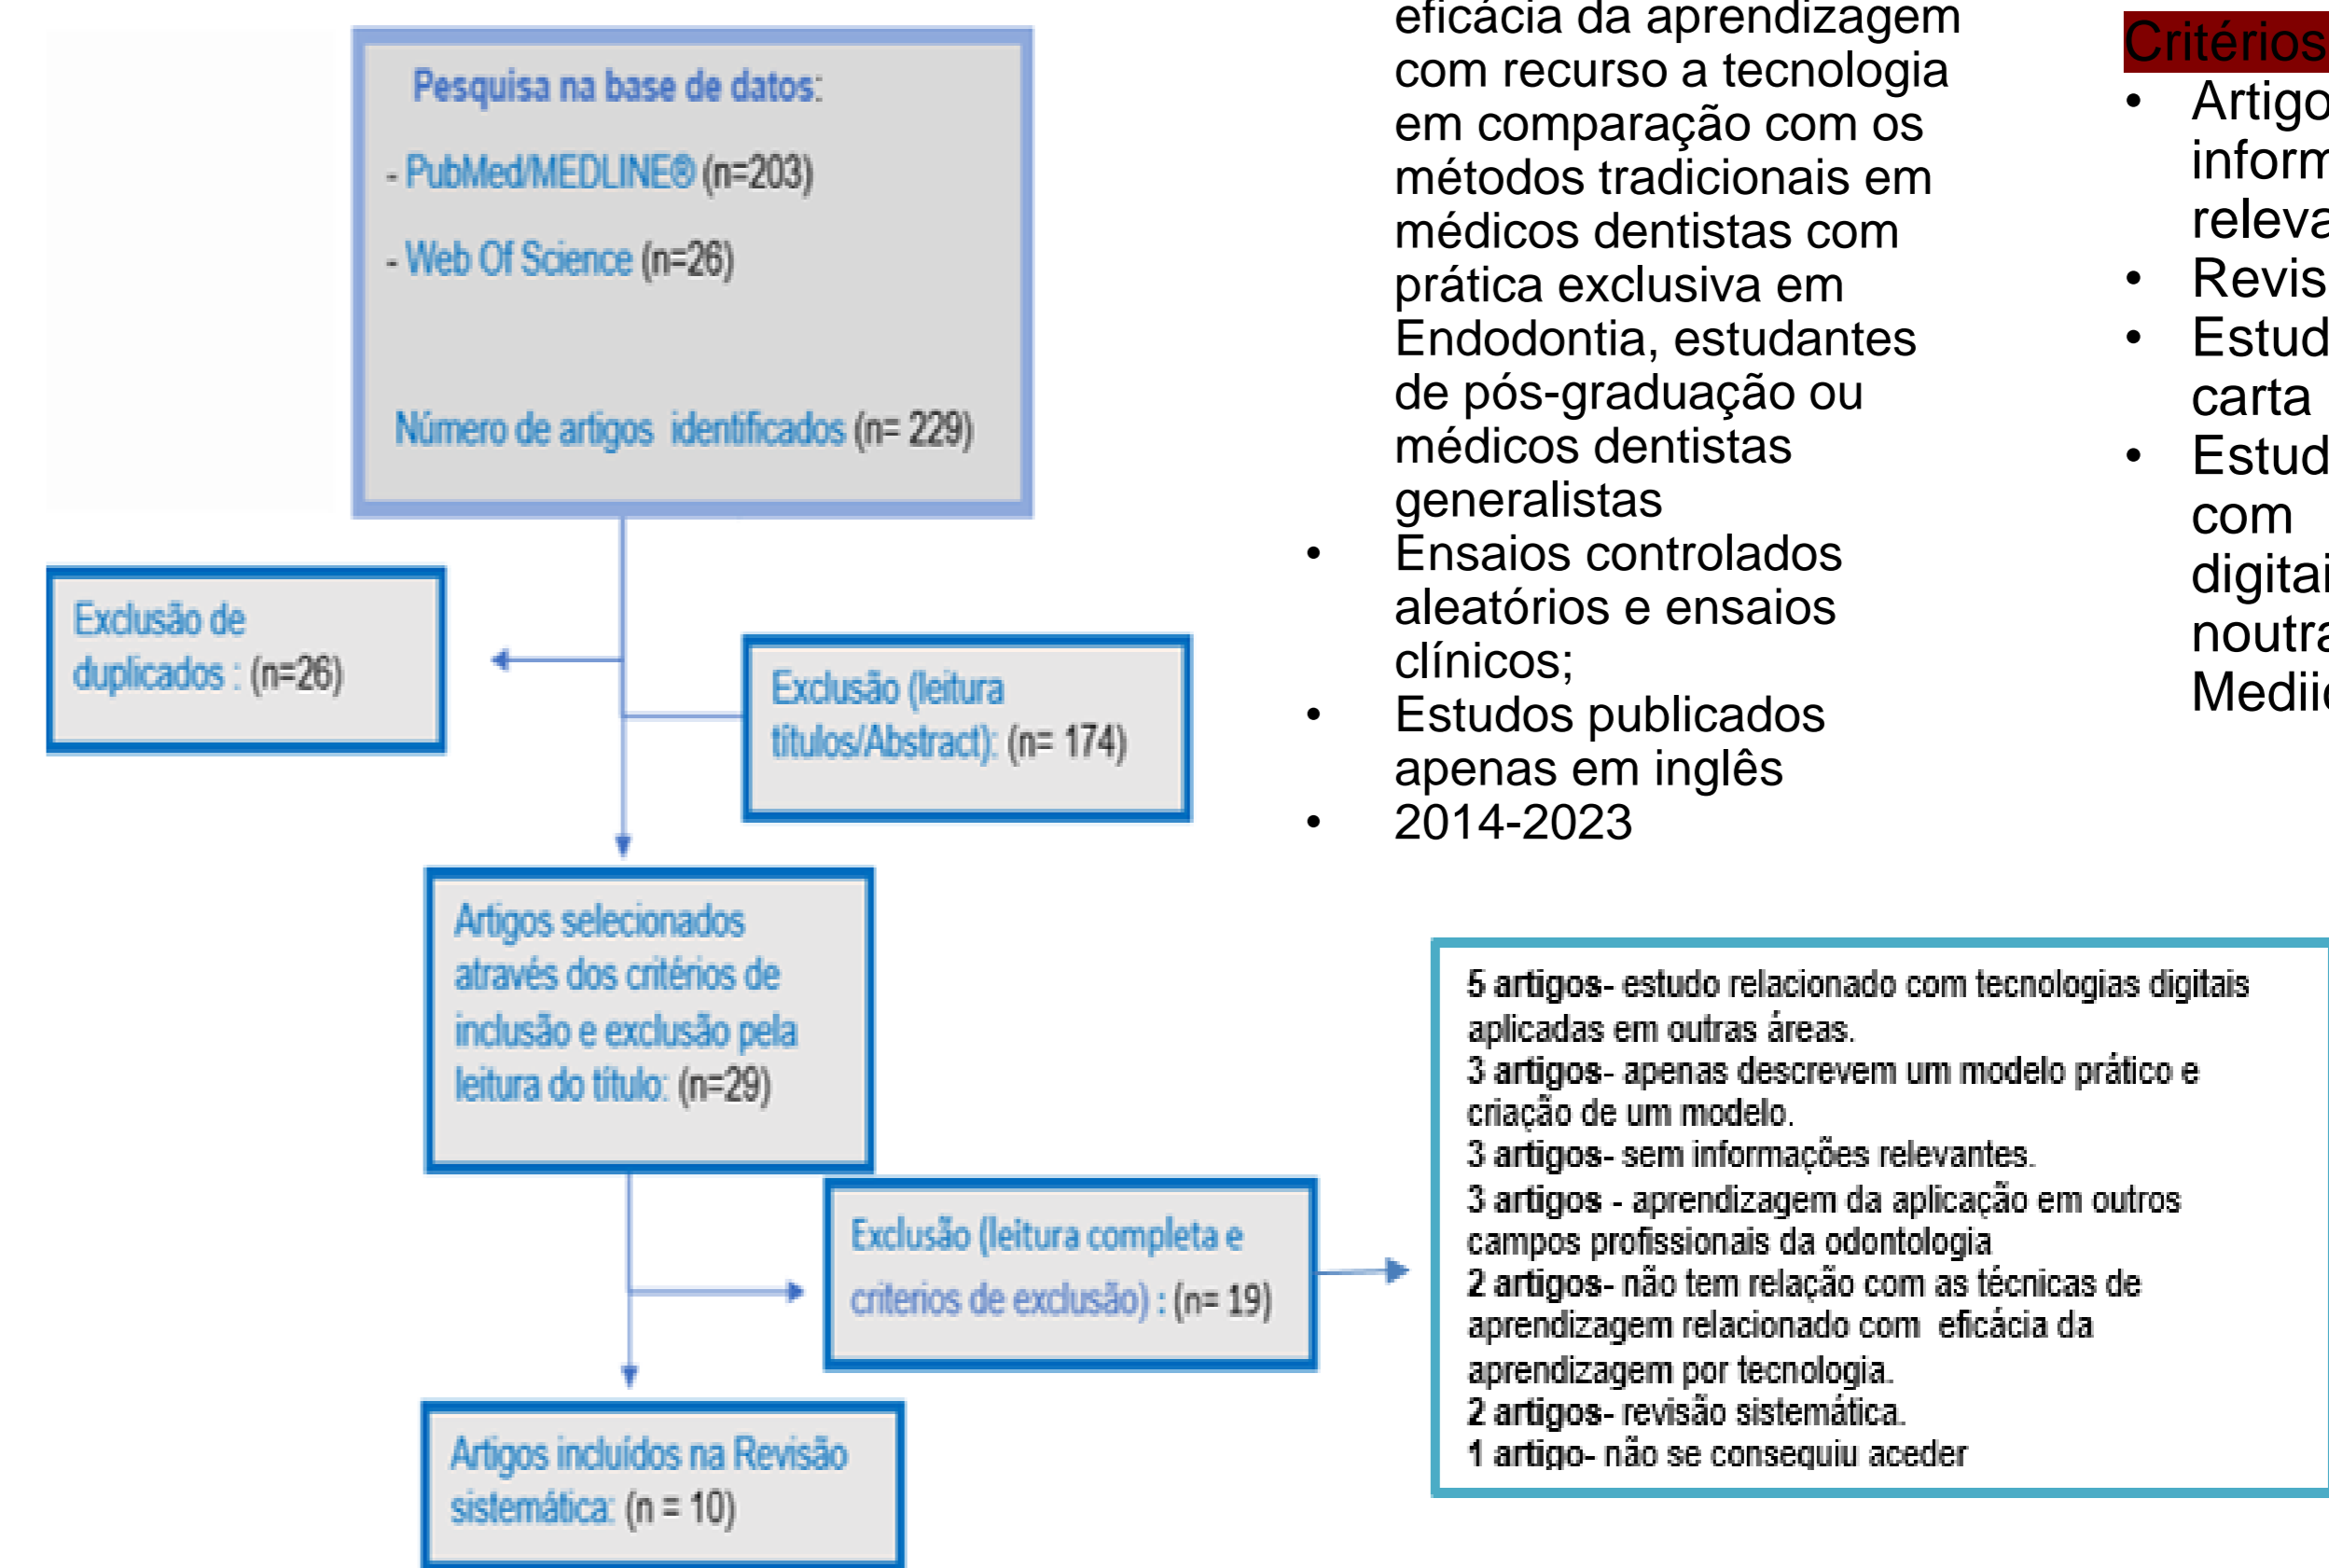 Pesquisa na base de datos:
- PubMed/MEDLINE® (n=203)
- Web Of Science (n=26)
Número de artigos identificados (n= 229)
Exclusão de
duplicados : (n=26)
Exclusão (leitura
títulos/Abstract): (n= 174)
Artigos selecionados
através dos critérios de
inclusão e exclusão pela
leitura do título: (n=29)
Exclusão (leitura completa e
criterios de exclusão) : (n= 19)
Artigos incluídos na Revisão
sistemática: (n = 10)
eficácia da aprendizagem
com recurso a tecnologia
em comparação com os
métodos tradicionais em
médicos dentistas com
prática exclusiva em
Endodontia, estudantes
de pós-graduação ou
médicos dentistas
generalistas
• Ensaios controlados
aleatórios e ensaios
clínicos;
• Estudos publicados
apenas em inglês
• 2014-2023
Critérios
• Artigo
inform
releva
• Revis
• Estud
carta
• Estud
com
digitai
noutra
Mediic
5 artigos- estudo relacionado com tecnologias digitais
aplicadas em outras áreas.
3 artigos- apenas descrevem um modelo prático e
criação de um modelo.
3 artigos- sem informações relevantes.
3 artigos - aprendizagem da aplicação em outros
campos profissionais da odontologia
2 artigos- não tem relação com as técnicas de
aprendizagem relacionado com eficácia da
aprendizagem por tecnologia.
2 artigos- revisão sistemática.
1 artigo- não se conseguiu aceder